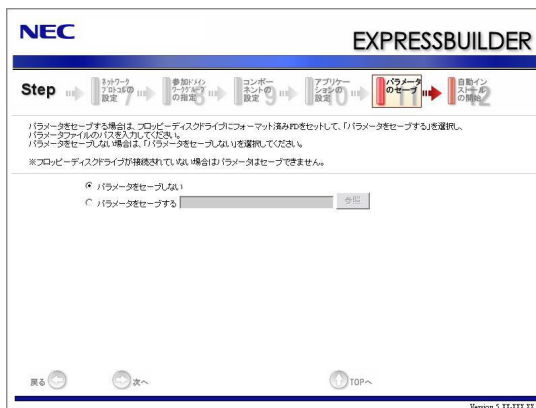 NEC
EXPRESSBUILDER
Step
ネットワークプロトコルの設定 7
参加ドメインワークグループの指定 8
コンポーネントの設定 9
アプリケーションの設定 10
パラメータのセーブ 11
自動インストールの開始 12
パラメータをセーブする場合は、フロッピーディスクドライブにフォーマット済みFDをセットして、「パラメータをセーブする」を選択し、
パラメータファイルのパスを入力してください。
パラメータをセーブしない場合は、「パラメータをセーブしない」を選択してください。
※フロッピーディスクドライブが接続されていない場合はパラメータはセーブできません。
パラメータをセーブしない
パラメータをセーブする
参照
戻る
次へ
TOPへ
Version 5.XX-XXX.XX